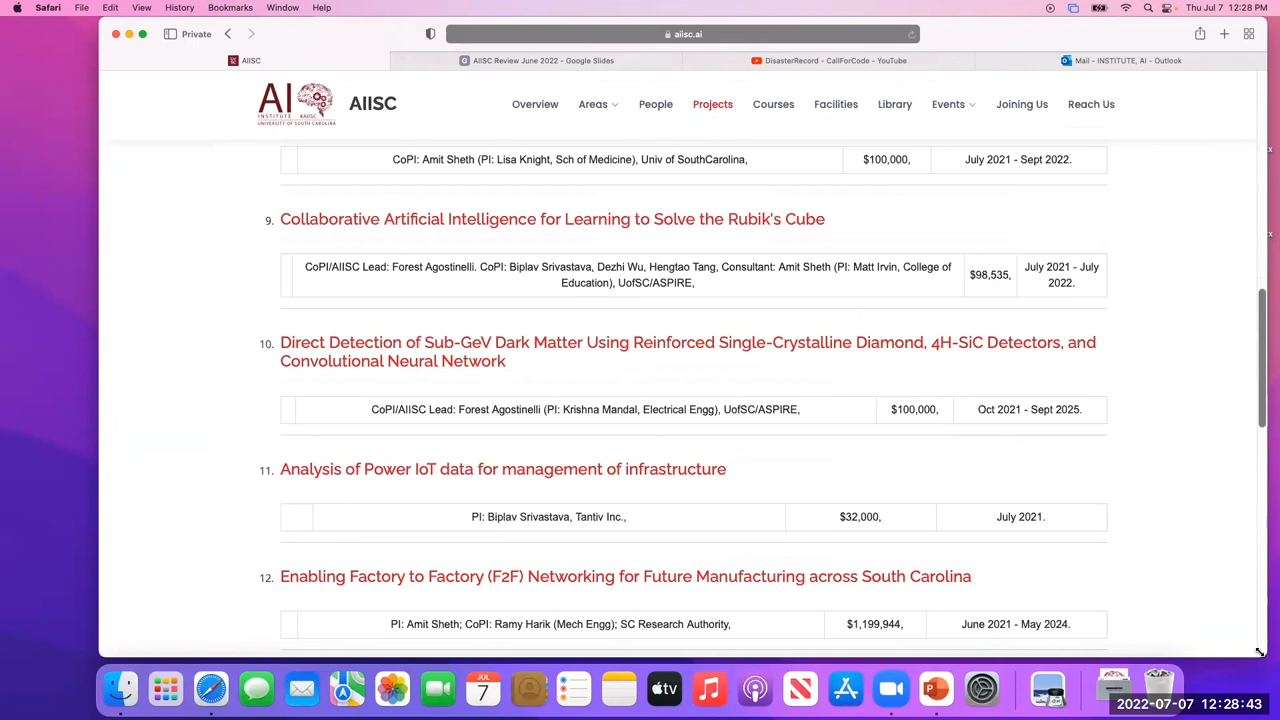 Safari File Edit View History Bookmarks Window Help Thu Jul 7 12:28 PM
Private aiisc.ai
AIISC AIISC Review June 2022 - Google Slides DisasterRecord - CallForCode - YouTube Mail - INSTITUTE, AI - Outlook
AI INSTITUTE #AIISC UNIVERSITY OF SOUTH CAROLINA AIISC Overview Areas People Projects Courses Facilities Library Events Joining Us Reach Us
CoPI: Amit Sheth (PI: Lisa Knight, Sch of Medicine), Univ of SouthCarolina, $100,000, July 2021 - Sept 2022.
9. Collaborative Artificial Intelligence for Learning to Solve the Rubik's Cube
CoPI/AIISC Lead: Forest Agostinelli. CoPI: Biplav Srivastava, Dezhi Wu, Hengtao Tang, Consultant: Amit Sheth (PI: Matt Irvin, College of
Education), UofSC/ASPIRE,
$98,535,
July 2021 - July
2022.
10. Direct Detection of Sub-GeV Dark Matter Using Reinforced Single-Crystalline Diamond, 4H-SiC Detectors, and
Convolutional Neural Network
CoPI/AIISC Lead: Forest Agostinelli (PI: Krishna Mandal, Electrical Engg), UofSC/ASPIRE, $100,000, Oct 2021 - Sept 2025.
11. Analysis of Power IoT data for management of infrastructure
PI: Biplav Srivastava, Tantiv Inc., $32,000, July 2021.
12. Enabling Factory to Factory (F2F) Networking for Future Manufacturing across South Carolina
PI: Amit Sheth; CoPI: Ramy Harik (Mech Engg); SC Research Authority, $1,199,944, June 2021 - May 2024.
JUL
7
tv
2022-07-07 12:28:43